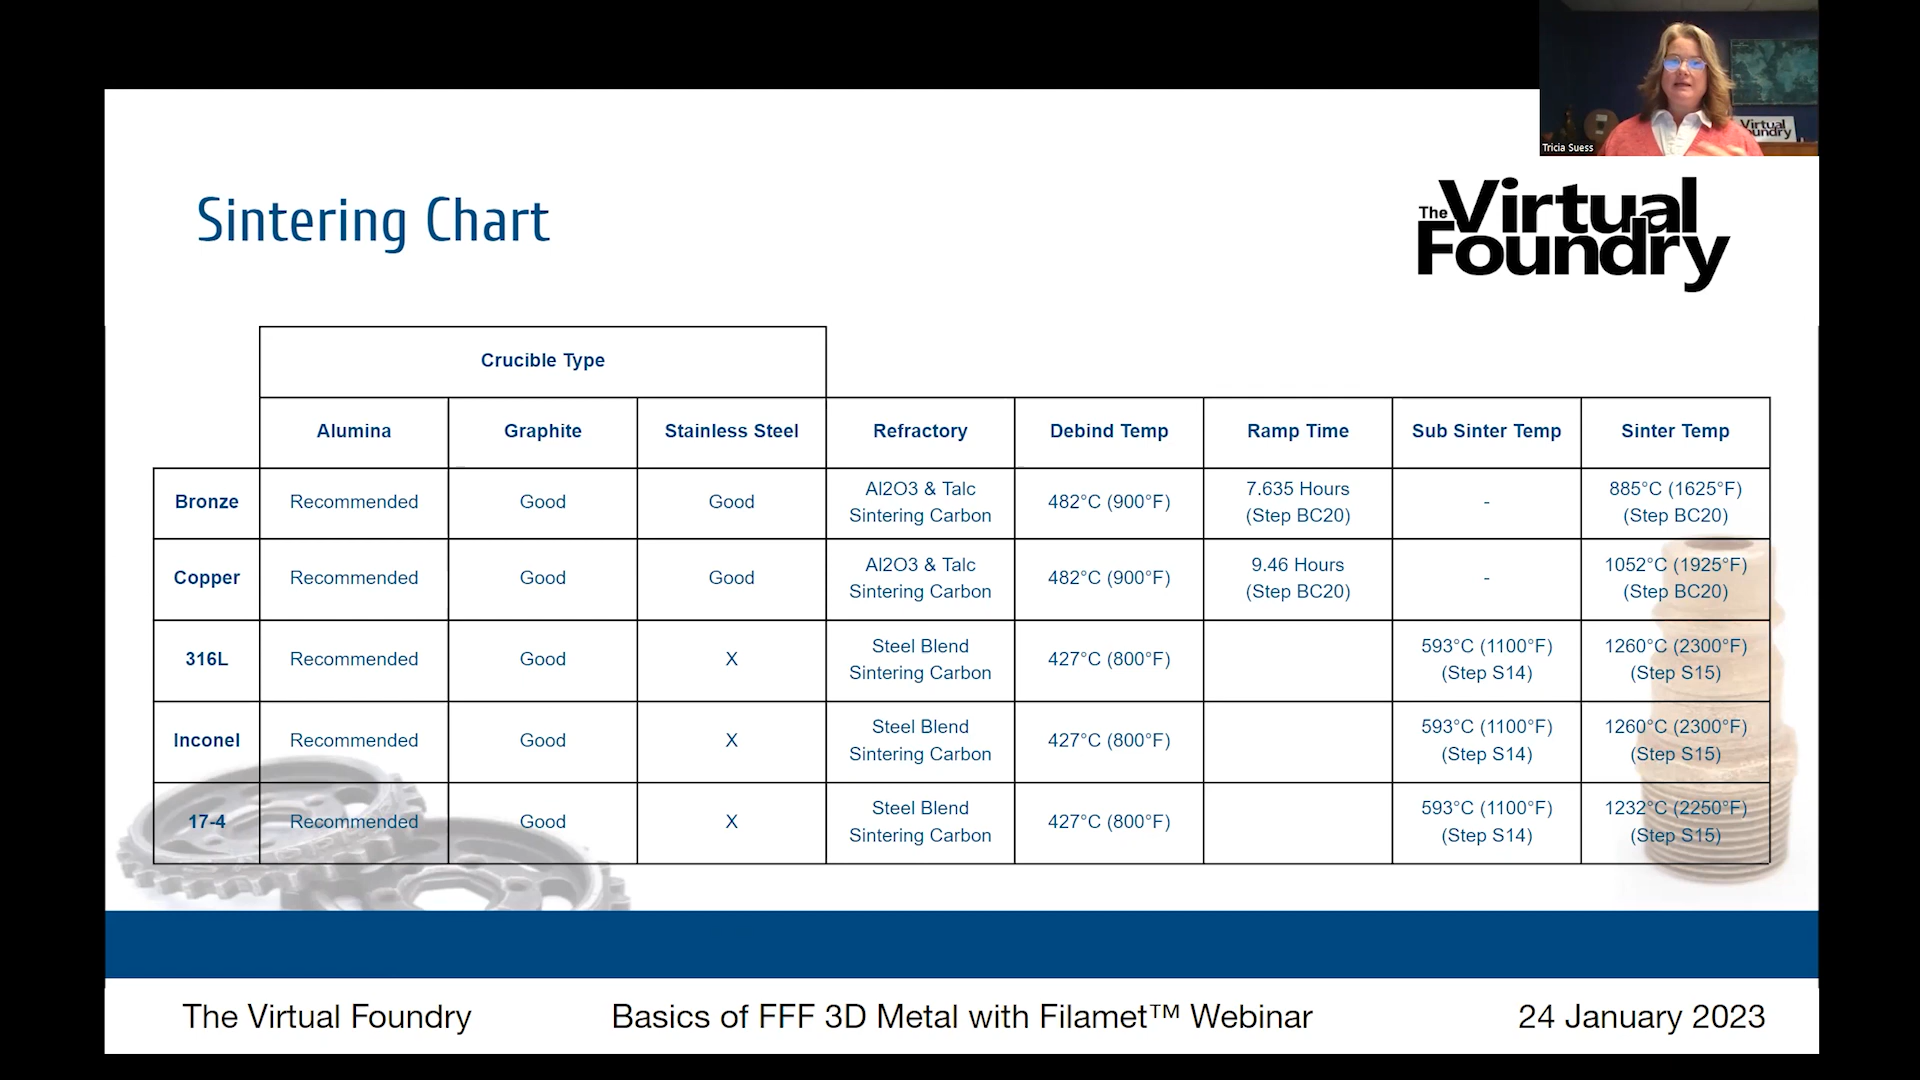 Tricia Suess
Virtual
oundry
The Virtual
Foundry
Sintering Chart
Crucible Type
Alumina Graphite Stainless Steel Refractory Debind Temp Ramp Time Sub Sinter Temp Sinter Temp
Bronze Recommended Good Good Al2O3 & Talc Sintering Carbon 482°C (900°F) 7.635 Hours (Step BC20) - 885°C (1625°F) (Step BC20)
Copper Recommended Good Good Al2O3 & Talc Sintering Carbon 482°C (900°F) 9.46 Hours (Step BC20) - 1052°C (1925°F) (Step BC20)
316L Recommended Good X Steel Blend Sintering Carbon 427°C (800°F) 593°C (1100°F) (Step S14) 1260°C (2300°F) (Step S15)
Inconel Recommended Good X Steel Blend Sintering Carbon 427°C (800°F) 593°C (1100°F) (Step S14) 1260°C (2300°F) (Step S15)
17-4 Recommended Good X Steel Blend Sintering Carbon 427°C (800°F) 593°C (1100°F) (Step S14) 1232°C (2250°F) (Step S15)
The Virtual Foundry Basics of FFF 3D Metal with Filamet™ Webinar 24 January 2023